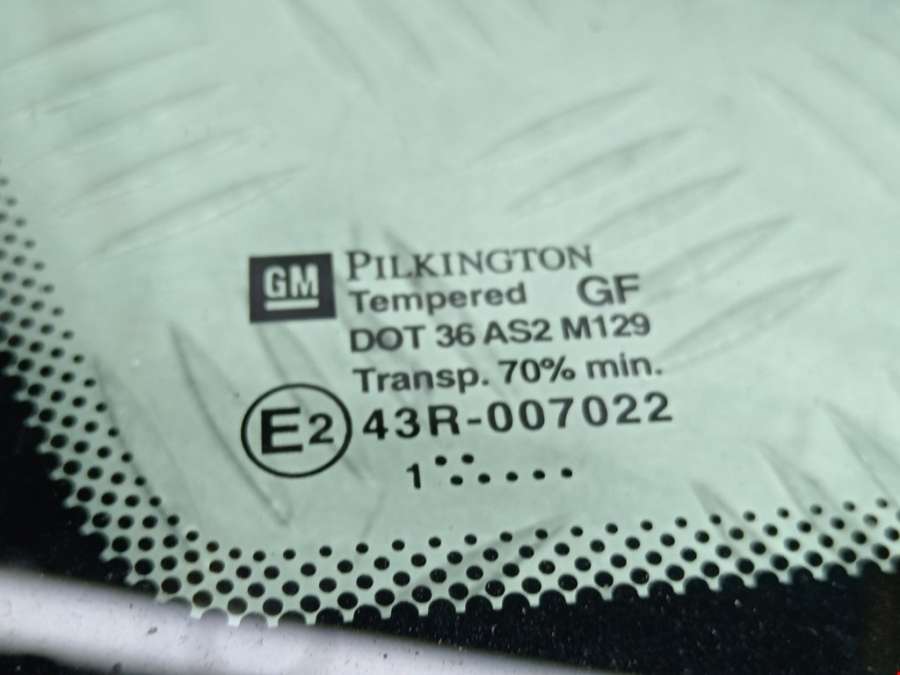 GM
PILKINGTON
Tempered GF
DOT 36 AS2 M129
Transp. 70% min.
E2 43R-007022
1